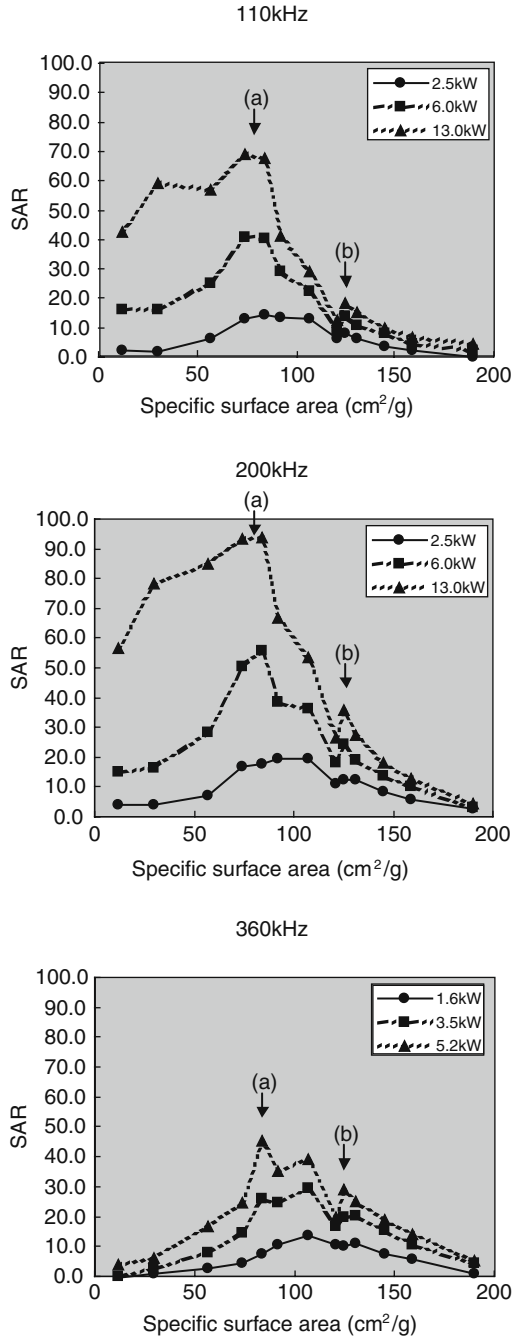 110kHz
100.0
90.0
80.0
70.0
60.0
50.0
40.0
30.0
20.0
10.0
0.0
SAR
(a)
(b)
2.5kW
6.0kW
13.0kW
0 50 100 150 200
Specific surface area (cm²/g)
200kHz
100.0
90.0
80.0
70.0
60.0
50.0
40.0
30.0
20.0
10.0
0.0
SAR
(a)
(b)
2.5kW
6.0kW
13.0kW
0 50 100 150 200
Specific surface area (cm²/g)
360kHz
100.0
90.0
80.0
70.0
60.0
50.0
40.0
30.0
20.0
10.0
0.0
SAR
(a)
(b)
1.6kW
3.5kW
5.2kW
0 50 100 150 200
Specific surface area (cm²/g)